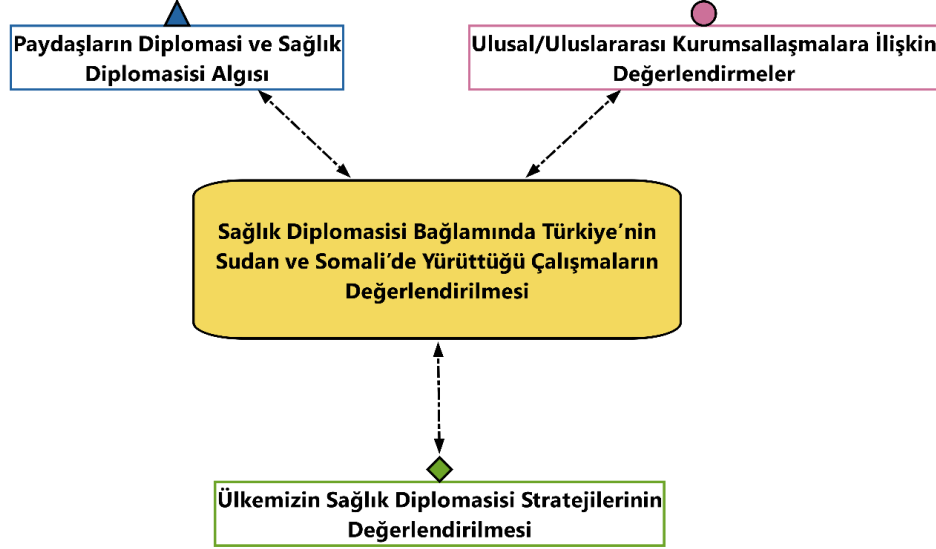 Paydaşların Diplomasi ve Sağlık
Diplomasisi Algısı
Ulusal/Uluslararası Kurumsallaşmalara İlişkin
Değerlendirmeler
Sağlık Diplomasisi Bağlamında Türkiye’nin
Sudan ve Somali’de Yürüttüğü Çalışmaların
Değerlendirilmesi
Ülkemizin Sağlık Diplomasisi Stratejilerinin
Değerlendirilmesi